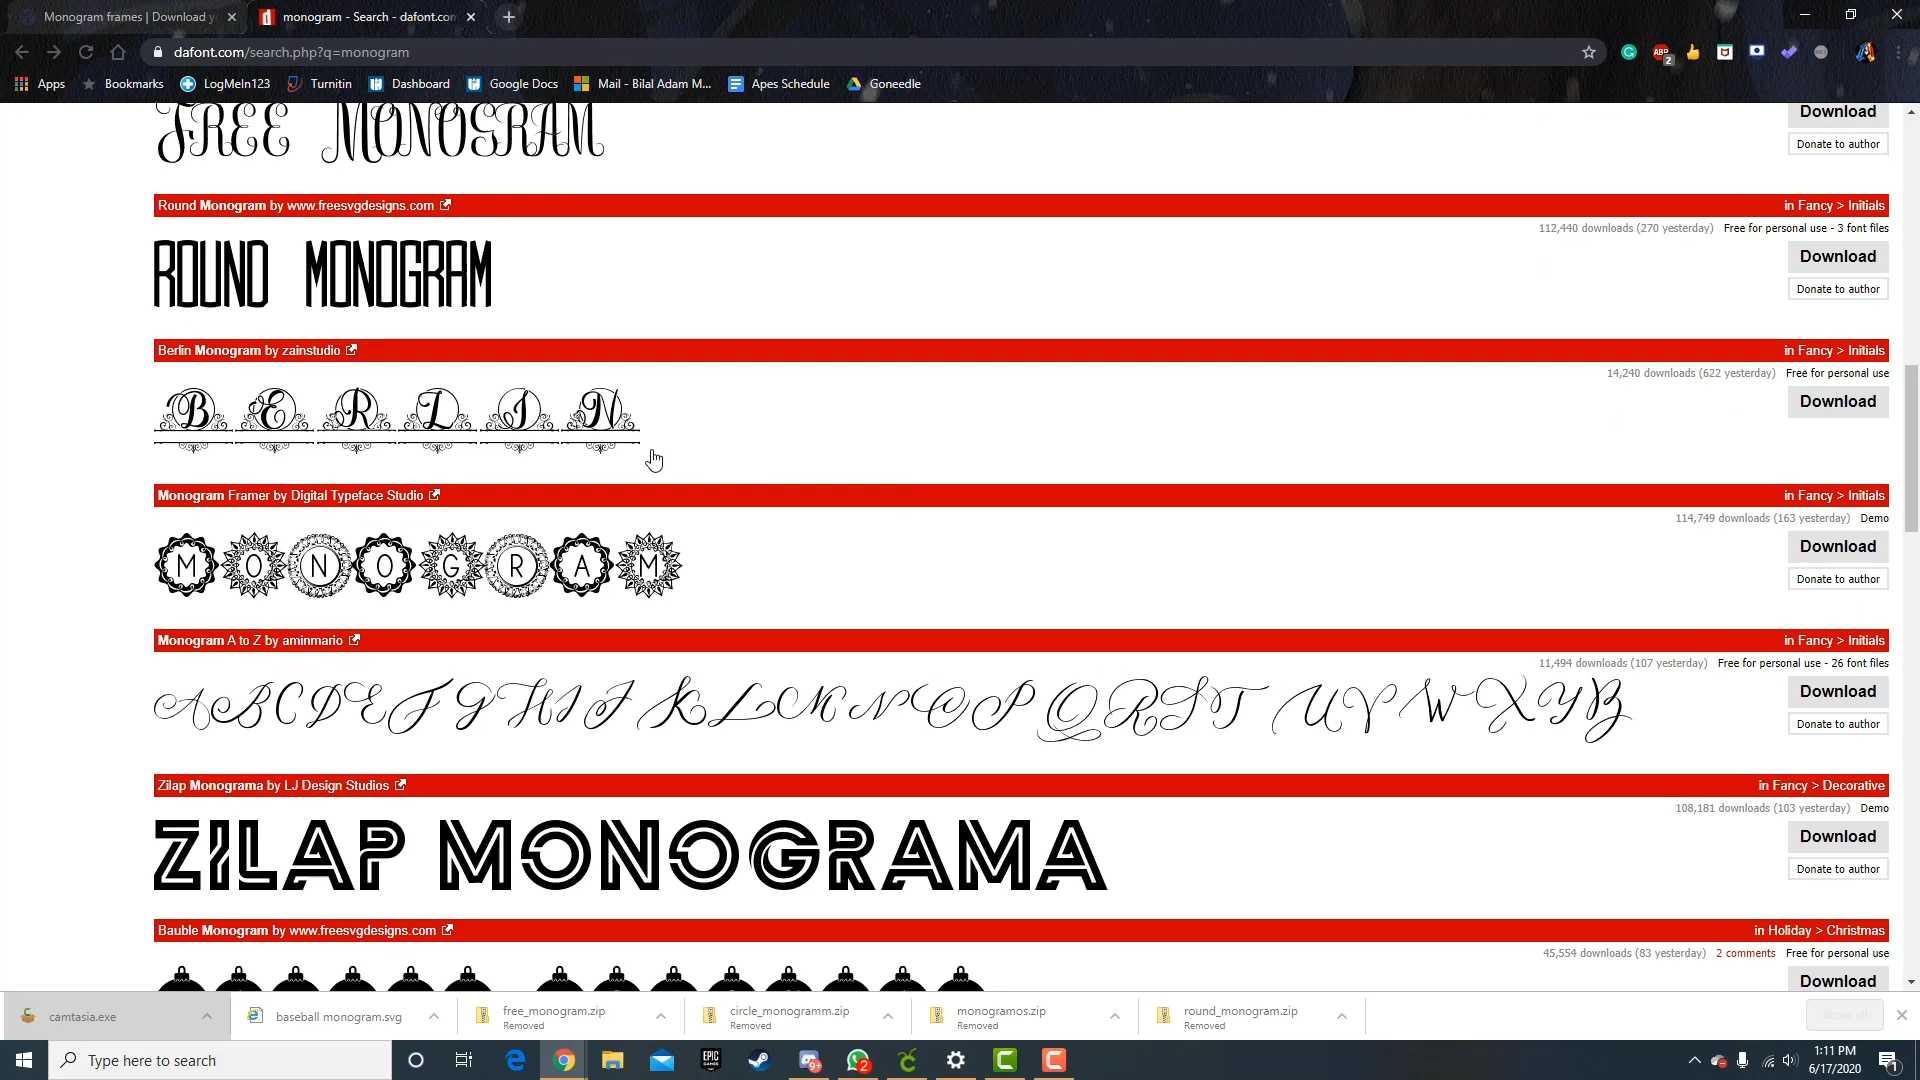 Monogram frames | Download y
monogram - Search - dafont.com
dafont.com/search.php?q=monogram
Apps
Bookmarks
LogMeIn123
Turnitin
Dashboard
Google Docs
Mail - Bilal Adam M...
Apes Schedule
Goneedle
FREE MONOGRAM
Download
Donate to author
Round Monogram by www.freesvgdesigns.com
in Fancy > Initials
112,440 downloads (270 yesterday) Free for personal use - 3 font files
ROUND MONOGRAM
Download
Donate to author
Berlin Monogram by zainstudio
in Fancy > Initials
14,240 downloads (622 yesterday) Free for personal use
BERLIN
Download
Monogram Framer by Digital Typeface Studio
in Fancy > Initials
114,749 downloads (163 yesterday) Demo
MONOGRAM
Download
Donate to author
Monogram A to Z by aminmario
in Fancy > Initials
11,494 downloads (107 yesterday) Free for personal use - 26 font files
ABCDEFGHIJKLMNOPQRST UVWXYZ
Download
Donate to author
Zilap Monograma by LJ Design Studios
in Fancy > Decorative
108,181 downloads (103 yesterday) Demo
ZILAP MONOGRAMA
Download
Donate to author
Bauble Monogram by www.freesvgdesigns.com
in Holiday > Christmas
45,554 downloads (83 yesterday) 2 comments Free for personal use
Download
camtasia.exe
baseball monogram.svg
free_monogram.zip
Removed
circle_monogramm.zip
Removed
monogramos.zip
Removed
round_monogram.zip
Removed
Show all
Type here to search
EPIC
GAMES
9+
2
1:11 PM
6/17/2020
1